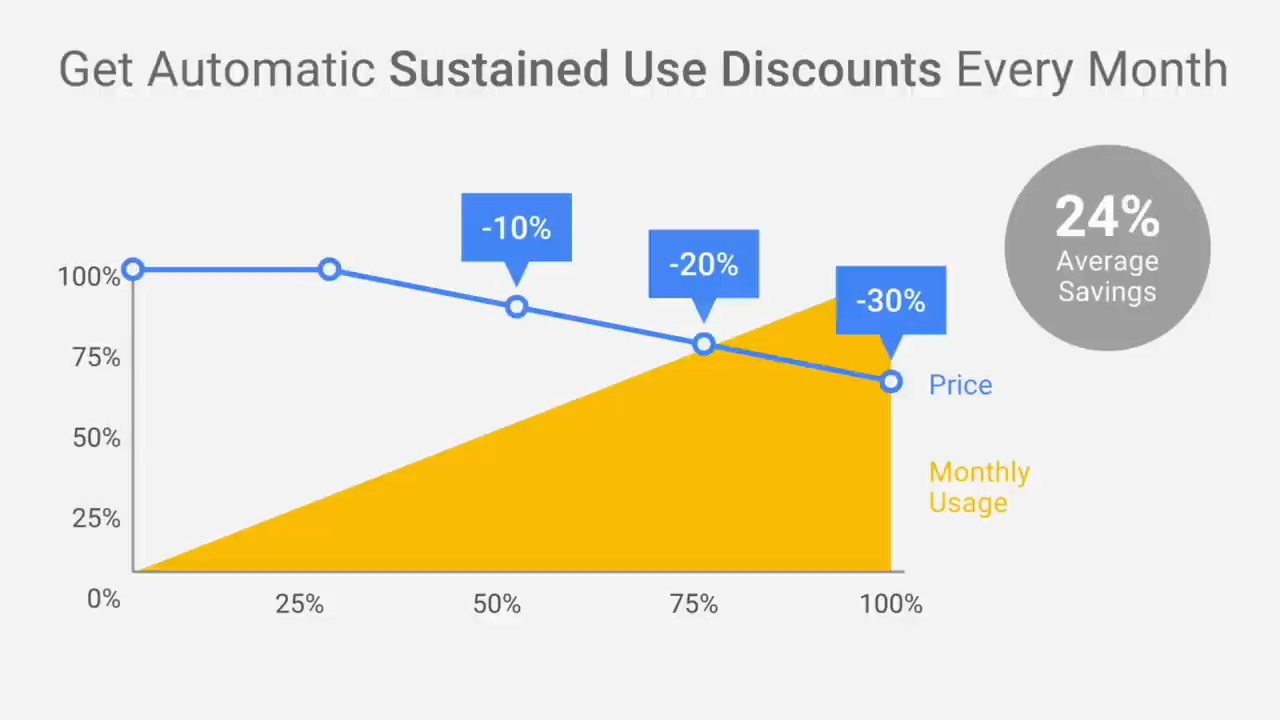 Get Automatic Sustained Use Discounts Every Month
24%
Average
Savings
-10%
-20%
-30%
100%
75%
50%
25%
0%
25%
50%
75%
100%
Price
Monthly
Usage